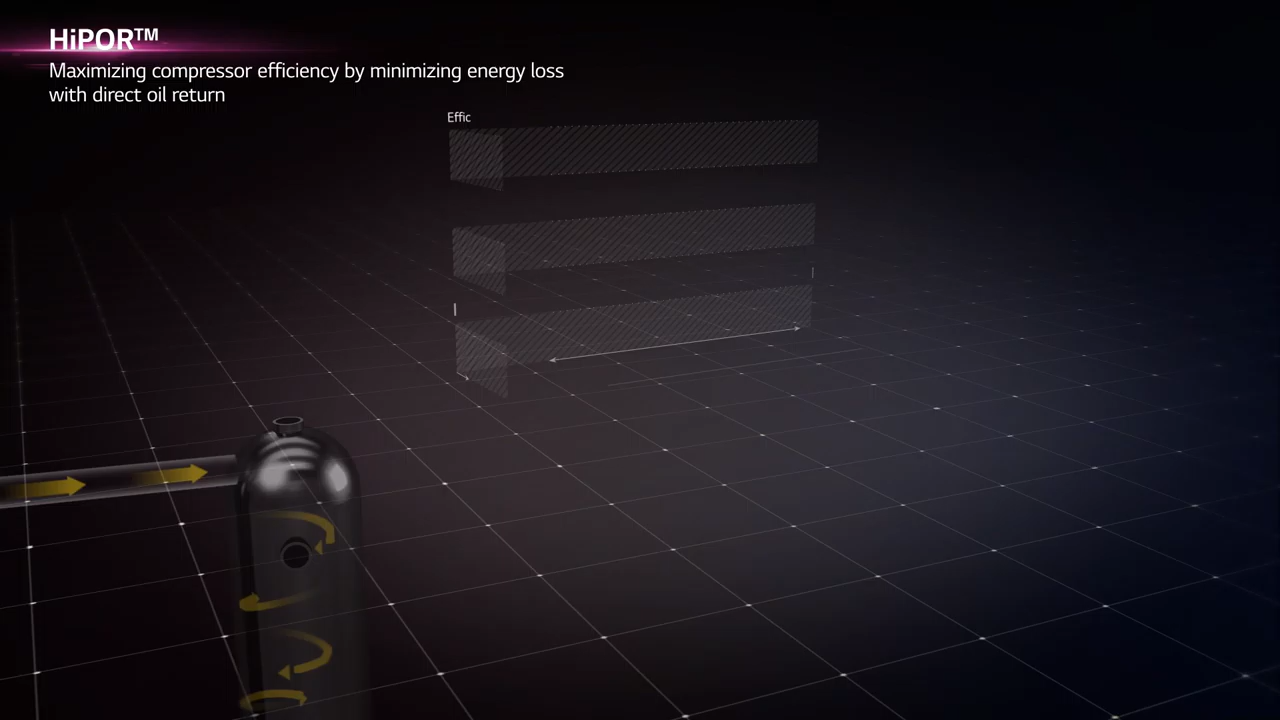 HiPOR™
Maximizing compressor efficiency by minimizing energy loss
with direct oil return
Effic